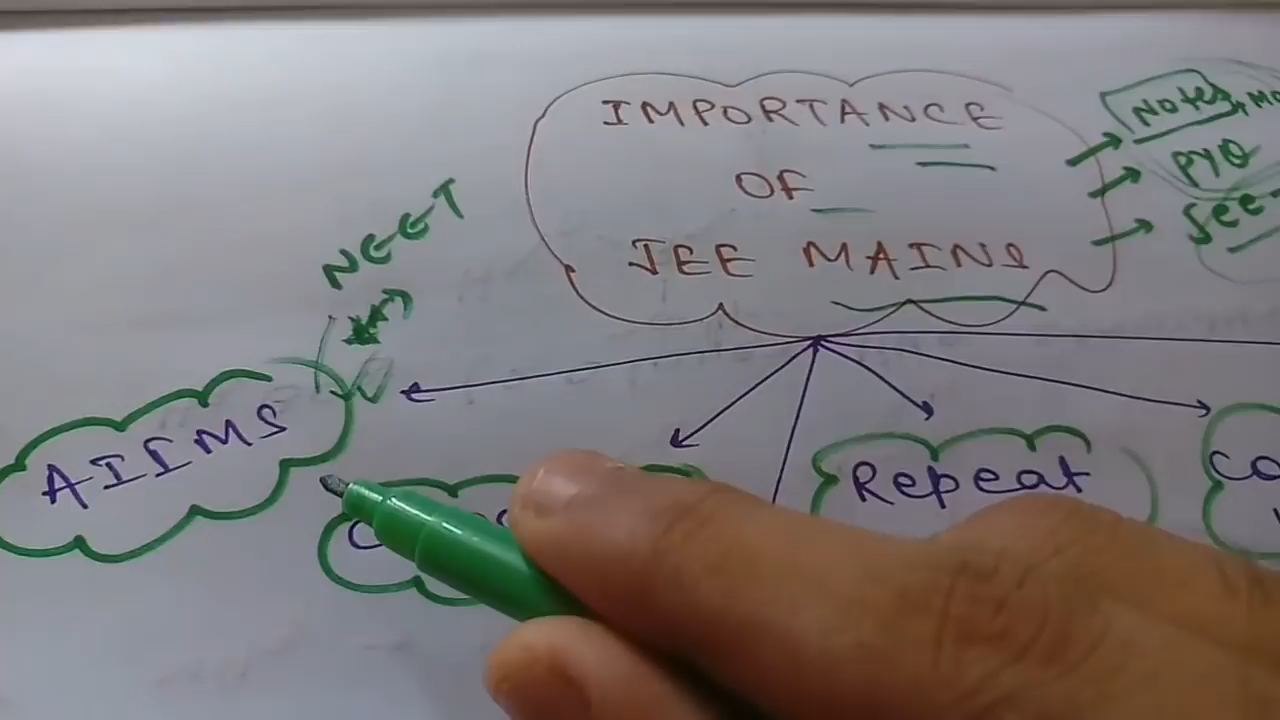 IMPORTANCE
OF
JEE MAINS
Notes
PYQ
NEET
AIIMS
Repeat